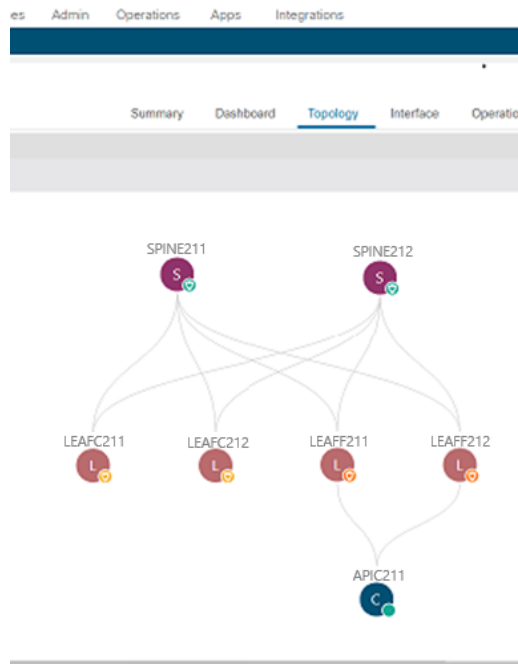 es Admin Operations Apps Integrations
Summary Dashboard Topology Interface Operatio
SPINE211 SPINE212
S S
LEAFC211 LEAFC212 LEAFF211 LEAFF212
L L L L
APIC211
C